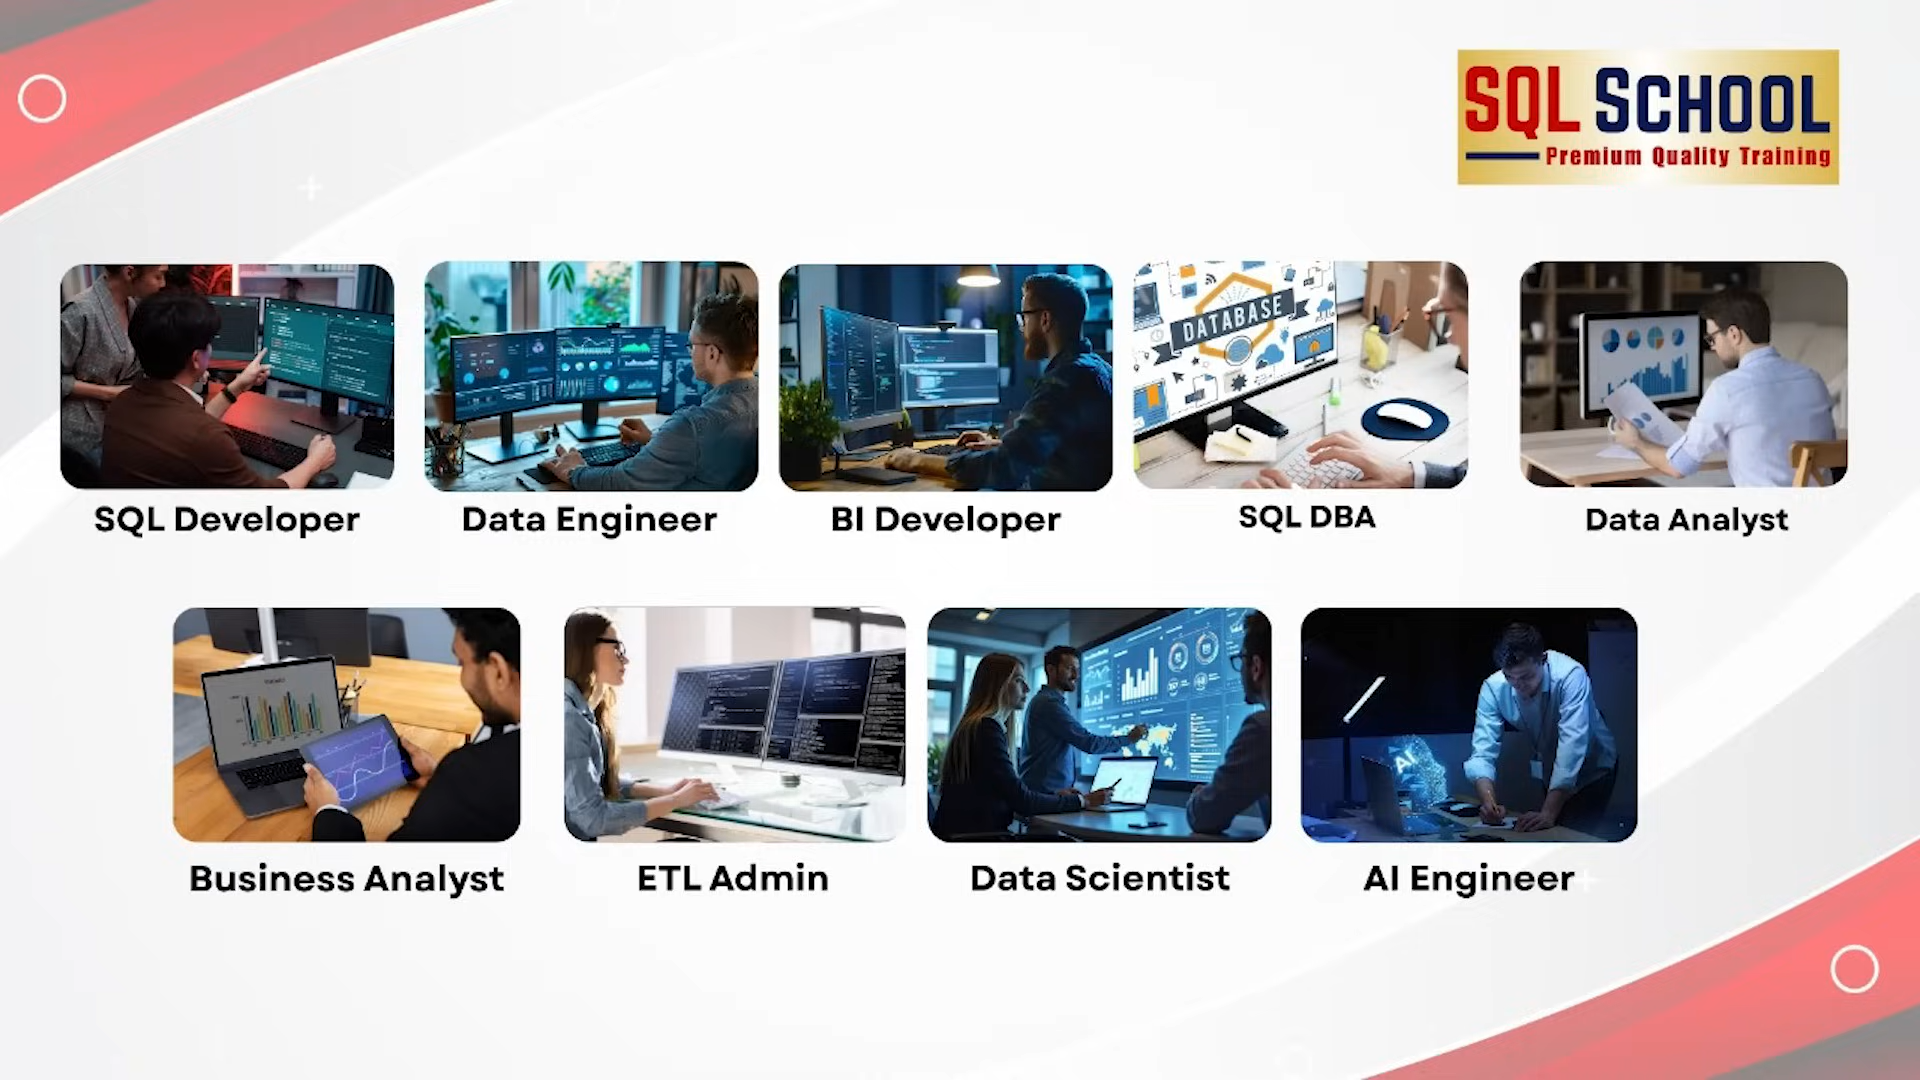 SQL SCHOOL
Premium Quality Training
DATABASE
SQL Developer
Data Engineer
BI Developer
SQL DBA
Data Analyst
AI
Business Analyst
ETL Admin
Data Scientist
AI Engineer